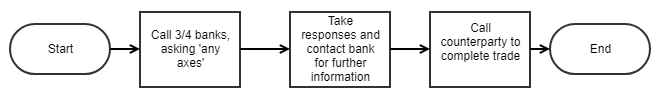 Start
Call 3/4 banks,
asking 'any
axes'
Take
responses and
contact bank
for further
information
Call
counterparty to
complete trade
End